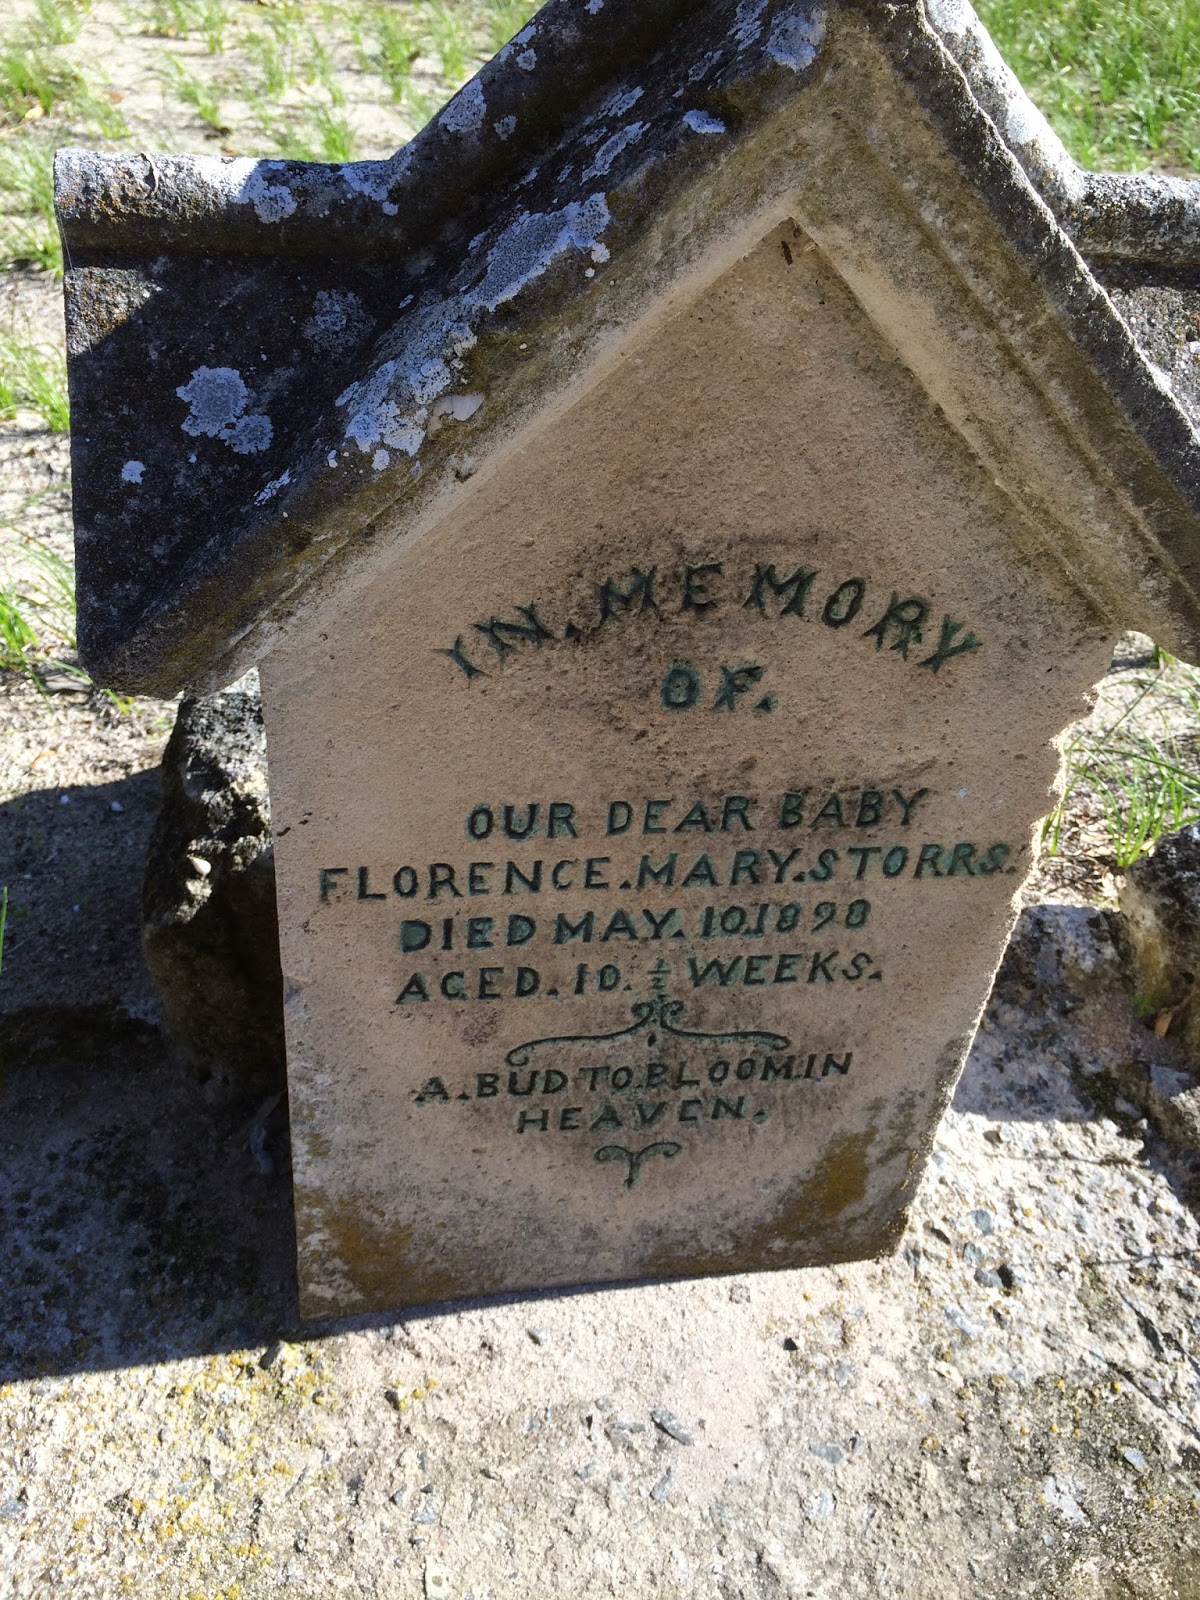 IN. MEMORY
OF.
OUR DEAR BABY
FLORENCE.MARY.STORRS.
DIED MAY.10.1898
AGED.10.½ WEEKS.
A.BUD TO.BLOOM.IN
HEAVEN.